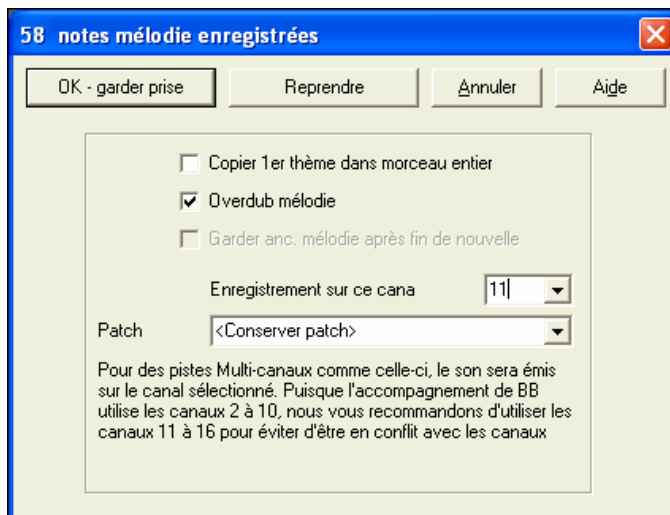 58 notes mélodie enregistrées
OK - garder prise Reprendre Annuler Aide
Copier 1er thème dans morceau entier
Overdub mélodie
Garder anc. mélodie après fin de nouvelle
Enregistrement sur ce cana 11
Patch <Conserver patch>
Pour des pistes Multi-canaux comme celle-ci, le son sera émis
sur le canal sélectionné. Puisque l'accompagnement de BB
utilise les canaux 2 à 10, nous vous recommandons d'utiliser les
canaux 11 à 16 pour éviter d'être en conflit avec les canaux